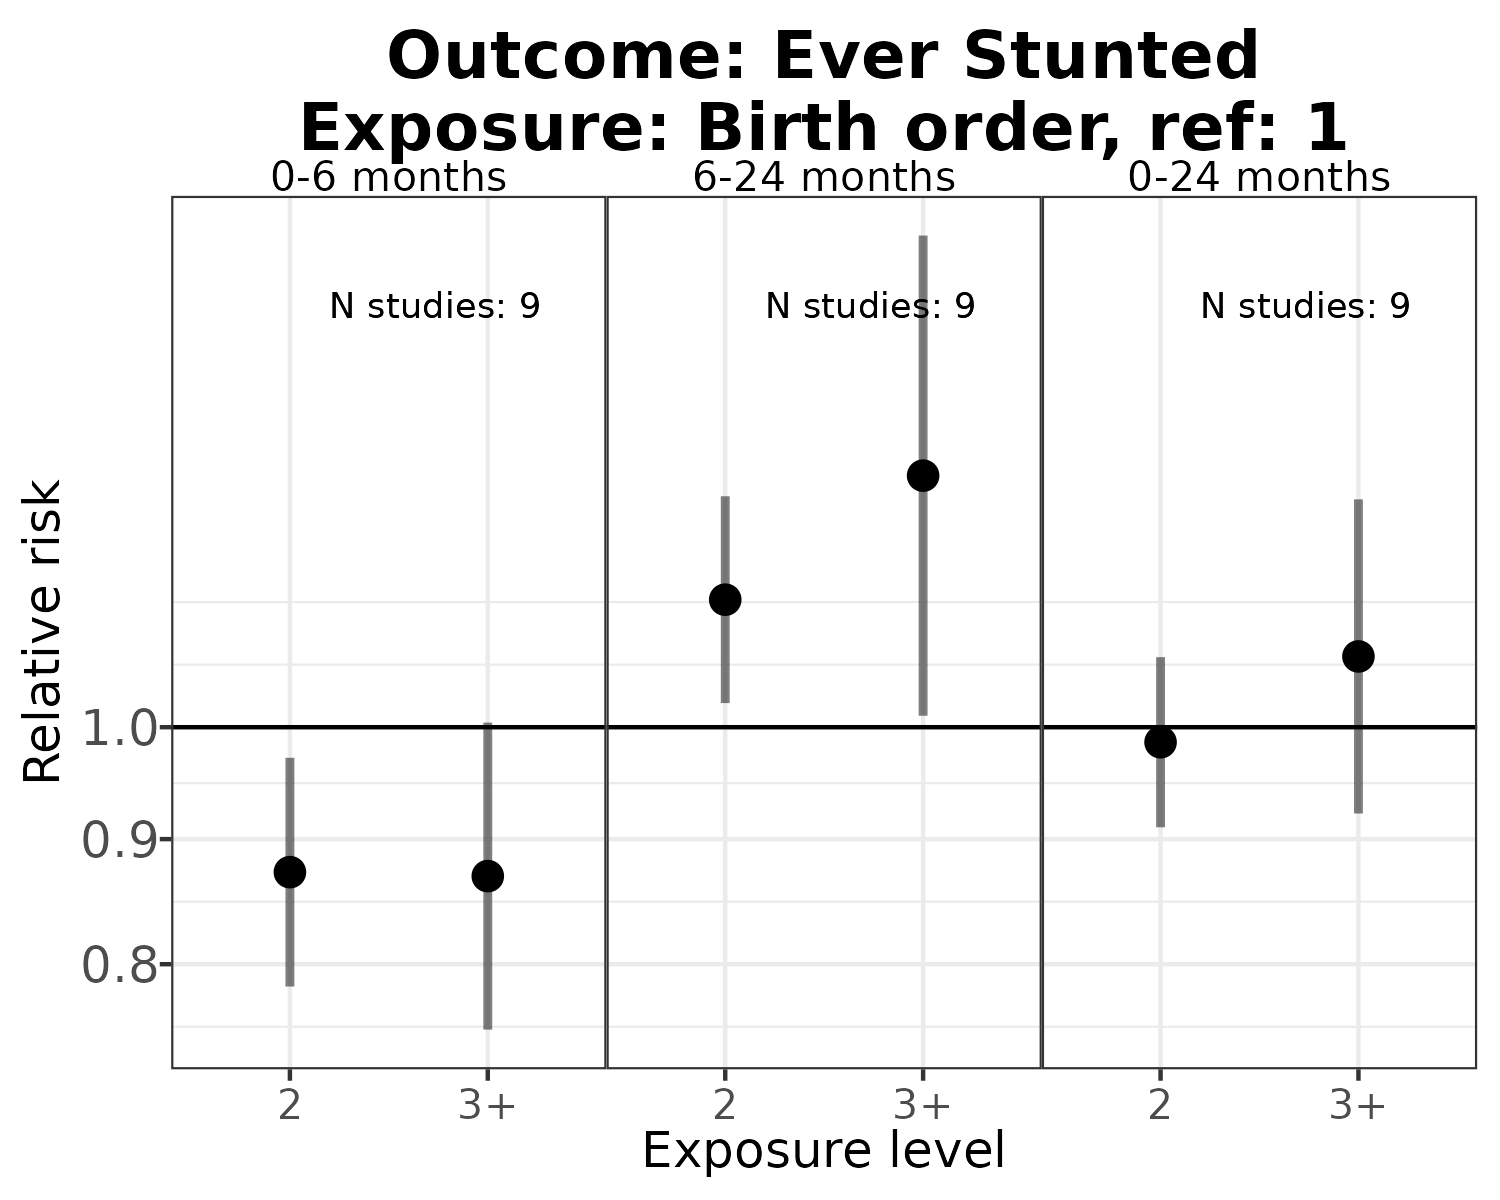 Outcome: Ever Stunted
Exposure: Birth order, ref: 1
0-6 months
6-24 months
0-24 months
N studies: 9
N studies: 9
N studies: 9
Relative risk
1.0
0.9
0.8
2
3+
2
3+
2
3+
Exposure level